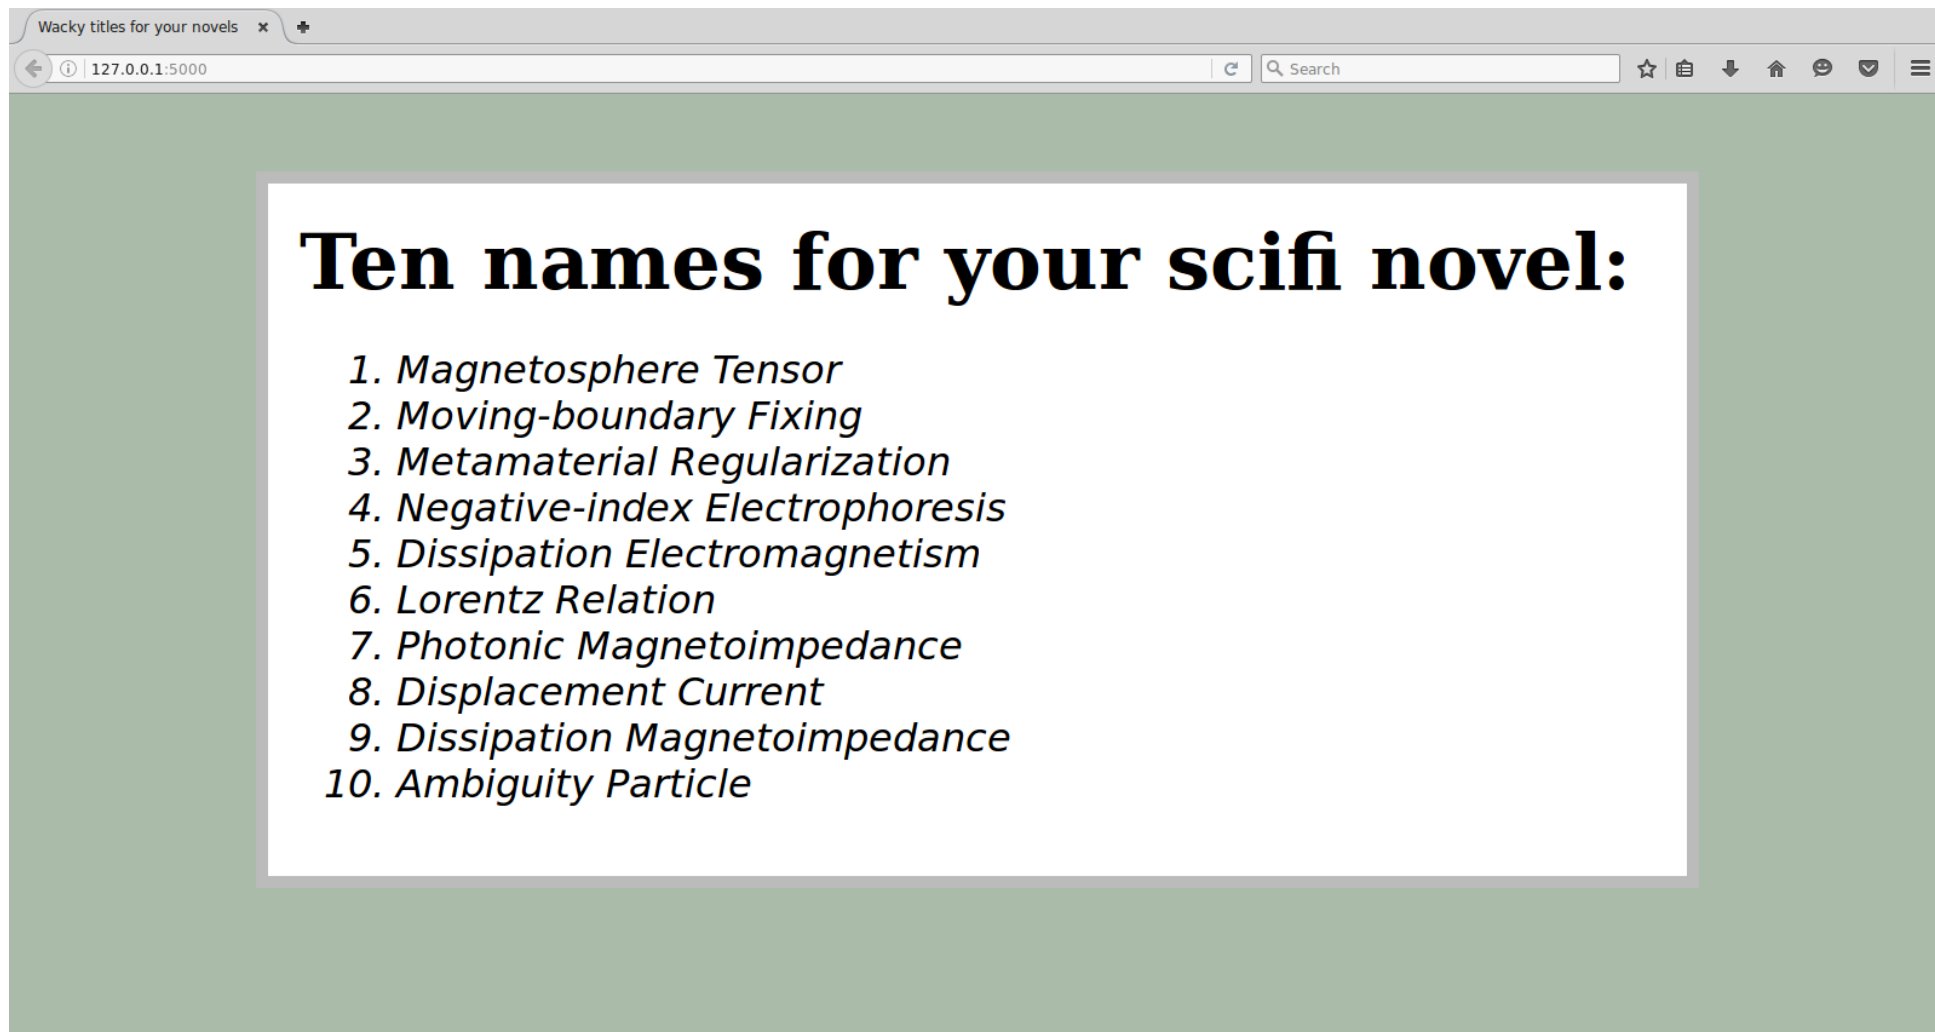 Wacky titles for your novels
127.0.0.1:5000
Search
Ten names for your scifi novel:
1. Magnetosphere Tensor
2. Moving-boundary Fixing
3. Metamaterial Regularization
4. Negative-index Electrophoresis
5. Dissipation Electromagnetism
6. Lorentz Relation
7. Photonic Magnetoimpedance
8. Displacement Current
9. Dissipation Magnetoimpedance
10. Ambiguity Particle